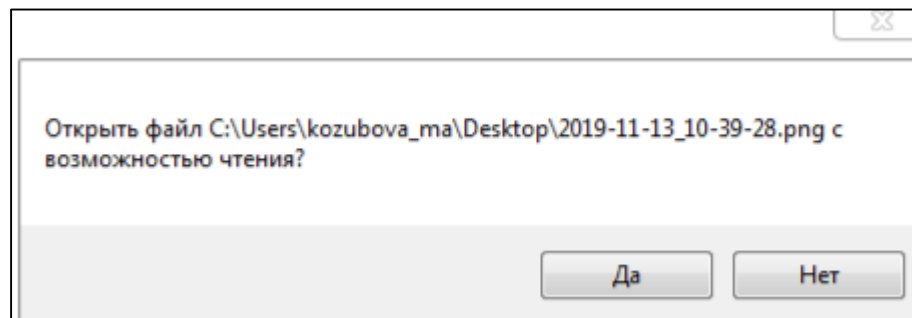 Открыть файл C:\Users\kozubova_ma\Desktop\2019-11-13_10-39-28.png с
возможностью чтения?
Да Нет